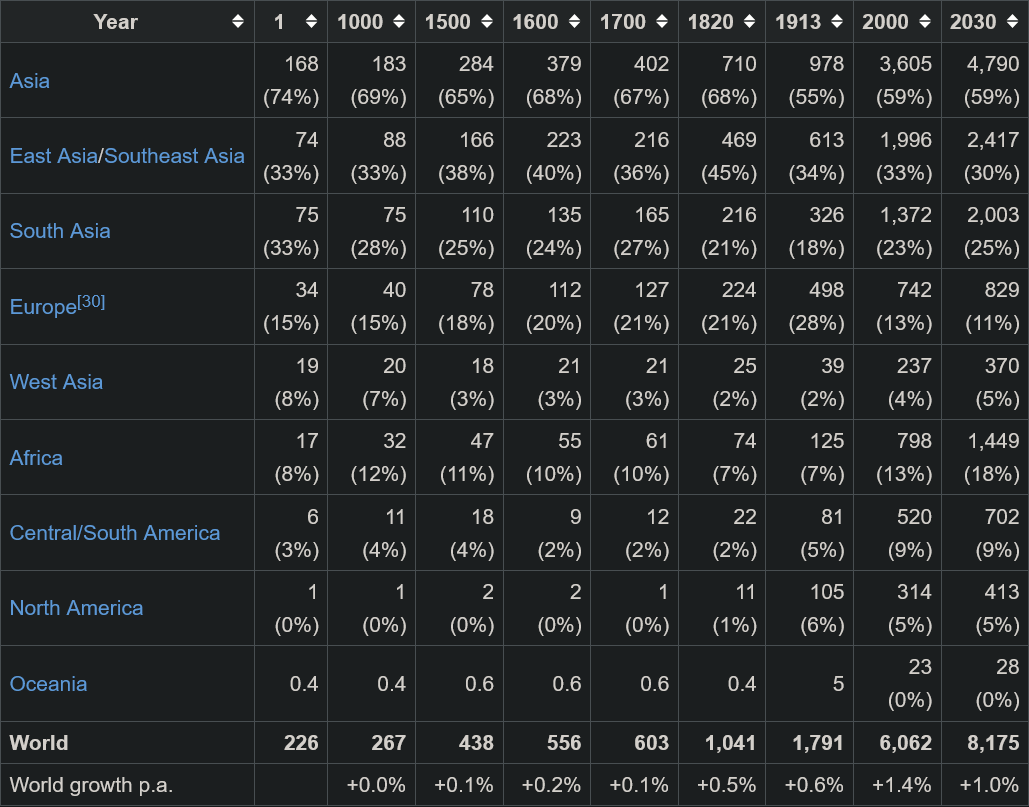 Year 1 1000 1500 1600 1700 1820 1913 2000 2030
Asia 168 183 284 379 402 710 978 3,605 4,790
(74%) (69%) (65%) (68%) (67%) (68%) (55%) (59%) (59%)
East Asia/Southeast Asia 74 88 166 223 216 469 613 1,996 2,417
(33%) (33%) (38%) (40%) (36%) (45%) (34%) (33%) (30%)
South Asia 75 75 110 135 165 216 326 1,372 2,003
(33%) (28%) (25%) (24%) (27%) (21%) (18%) (23%) (25%)
Europe[30] 34 40 78 112 127 224 498 742 829
(15%) (15%) (18%) (20%) (21%) (21%) (28%) (13%) (11%)
West Asia 19 20 18 21 21 25 39 237 370
(8%) (7%) (3%) (3%) (3%) (2%) (2%) (4%) (5%)
Africa 17 32 47 55 61 74 125 798 1,449
(8%) (12%) (11%) (10%) (10%) (7%) (7%) (13%) (18%)
Central/South America 6 11 18 9 12 22 81 520 702
(3%) (4%) (4%) (2%) (2%) (2%) (5%) (9%) (9%)
North America 1 1 2 2 1 11 105 314 413
(0%) (0%) (0%) (0%) (0%) (1%) (6%) (5%) (5%)
Oceania 0.4 0.4 0.6 0.6 0.6 0.4 5 23 28
(0%) (0%)
World 226 267 438 556 603 1,041 1,791 6,062 8,175
World growth p.a. +0.0% +0.1% +0.2% +0.1% +0.5% +0.6% +1.4% +1.0%